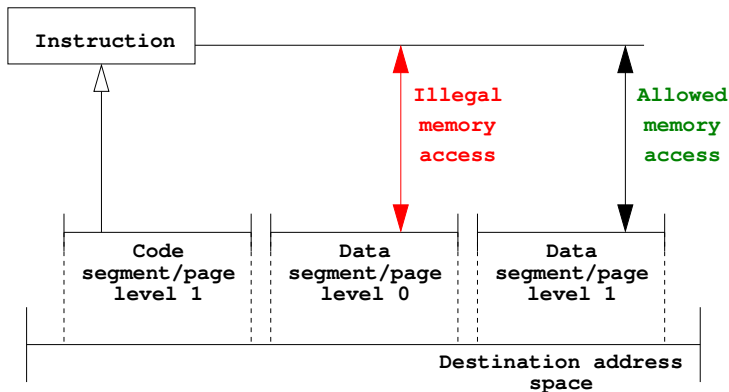 Instruction
Illegal
memory
access
Allowed
memory
access
Code
segment/page
level 1
Data
segment/page
level 0
Data
segment/page
level 1
Destination address
space